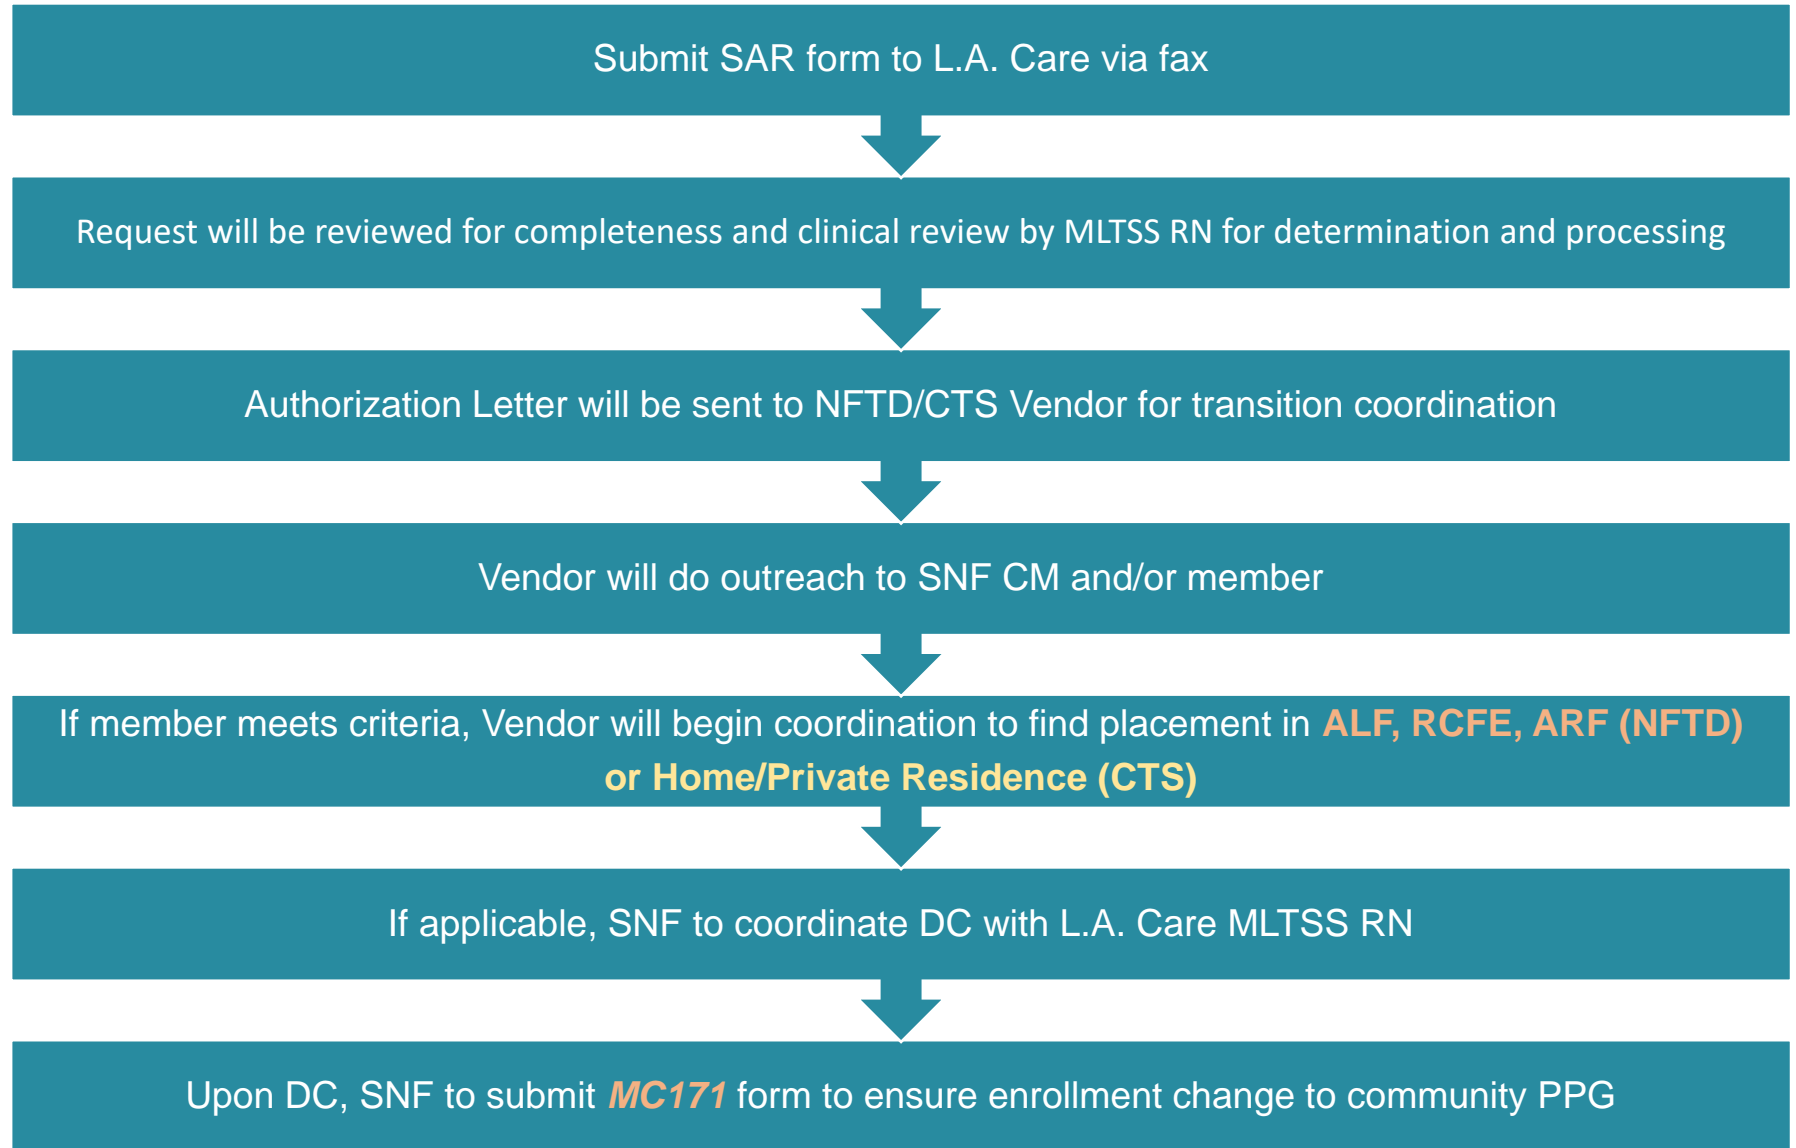 Submit SAR form to L.A. Care via fax
Request will be reviewed for completeness and clinical review by MLTSS RN for determination and processing
Authorization Letter will be sent to NFTD/CTS Vendor for transition coordination
Vendor will do outreach to SNF CM and/or member
If member meets criteria, Vendor will begin coordination to find placement in ALF, RCFE, ARF (NFTD)
or Home/Private Residence (CTS)
If applicable, SNF to coordinate DC with L.A. Care MLTSS RN
Upon DC, SNF to submit MC171 form to ensure enrollment change to community PPG